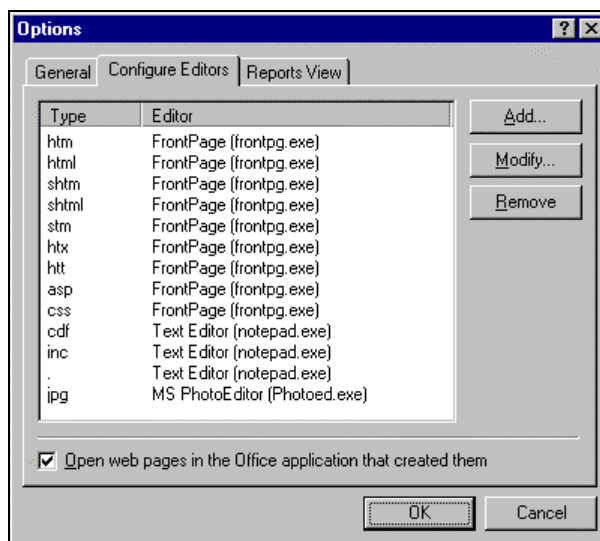 Options
General Configure Editors Reports View
Type Editor Add...
htm FrontPage (frontpg.exe)
html FrontPage (frontpg.exe) Modify...
shtm FrontPage (frontpg.exe)
shtml FrontPage (frontpg.exe) Remove
stm FrontPage (frontpg.exe)
htx FrontPage (frontpg.exe)
htt FrontPage (frontpg.exe)
asp FrontPage (frontpg.exe)
css FrontPage (frontpg.exe)
cdf Text Editor (notepad.exe)
inc Text Editor (notepad.exe)
. Text Editor (notepad.exe)
jpg MS PhotoEditor (Photoed.exe)
Open web pages in the Office application that created them
OK Cancel